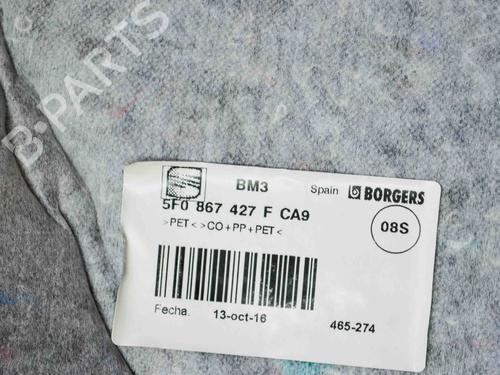 B-PARTS
BM3
Spain BORGERS
5F0 867 427 F CA9
>PET< >CO+PP+PET<
08S
Fecha. 13-oct-16
465-274